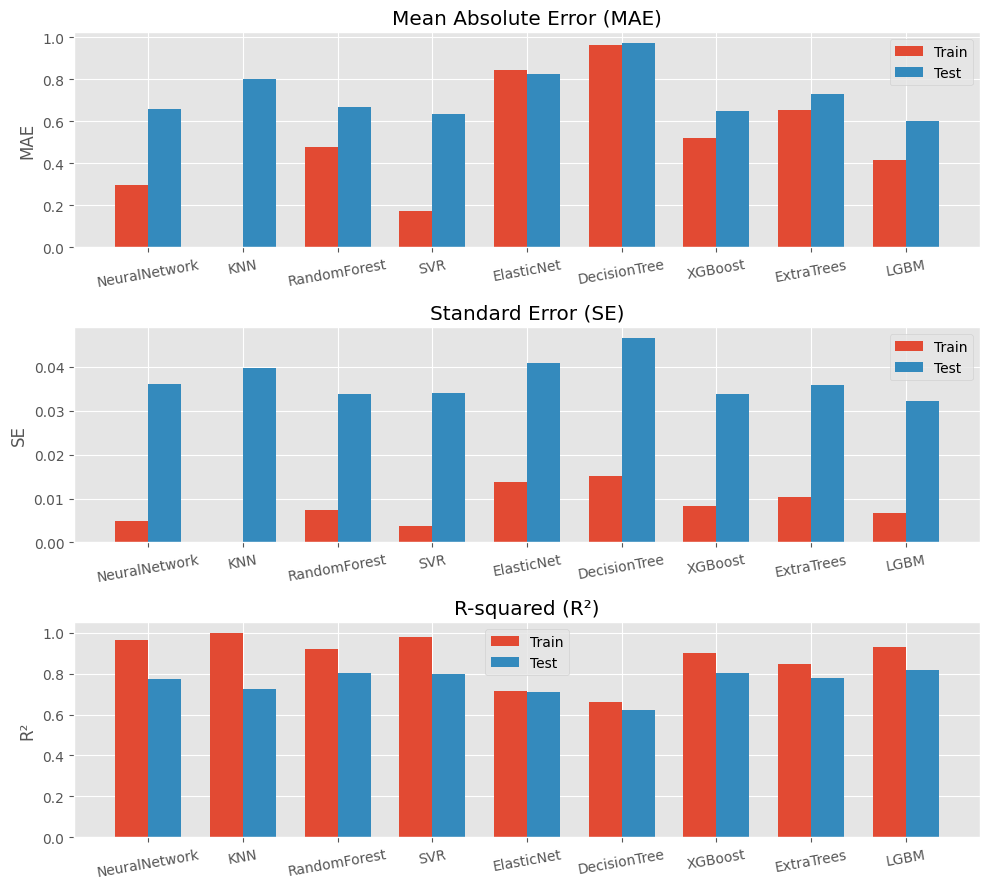 Mean Absolute Error (MAE)
1.0
0.8
0.6
0.4
0.2
0.0
MAE
Train
Test
NeuralNetwork KNN RandomForest SVR ElasticNet DecisionTree XGBoost ExtraTrees LGBM
Standard Error (SE)
0.04
0.03
0.02
0.01
0.00
SE
Train
Test
NeuralNetwork KNN RandomForest SVR ElasticNet DecisionTree XGBoost ExtraTrees LGBM
R-squared (R²)
1.0
0.8
0.6
0.4
0.2
0.0
R²
Train
Test
NeuralNetwork KNN RandomForest SVR ElasticNet DecisionTree XGBoost ExtraTrees LGBM